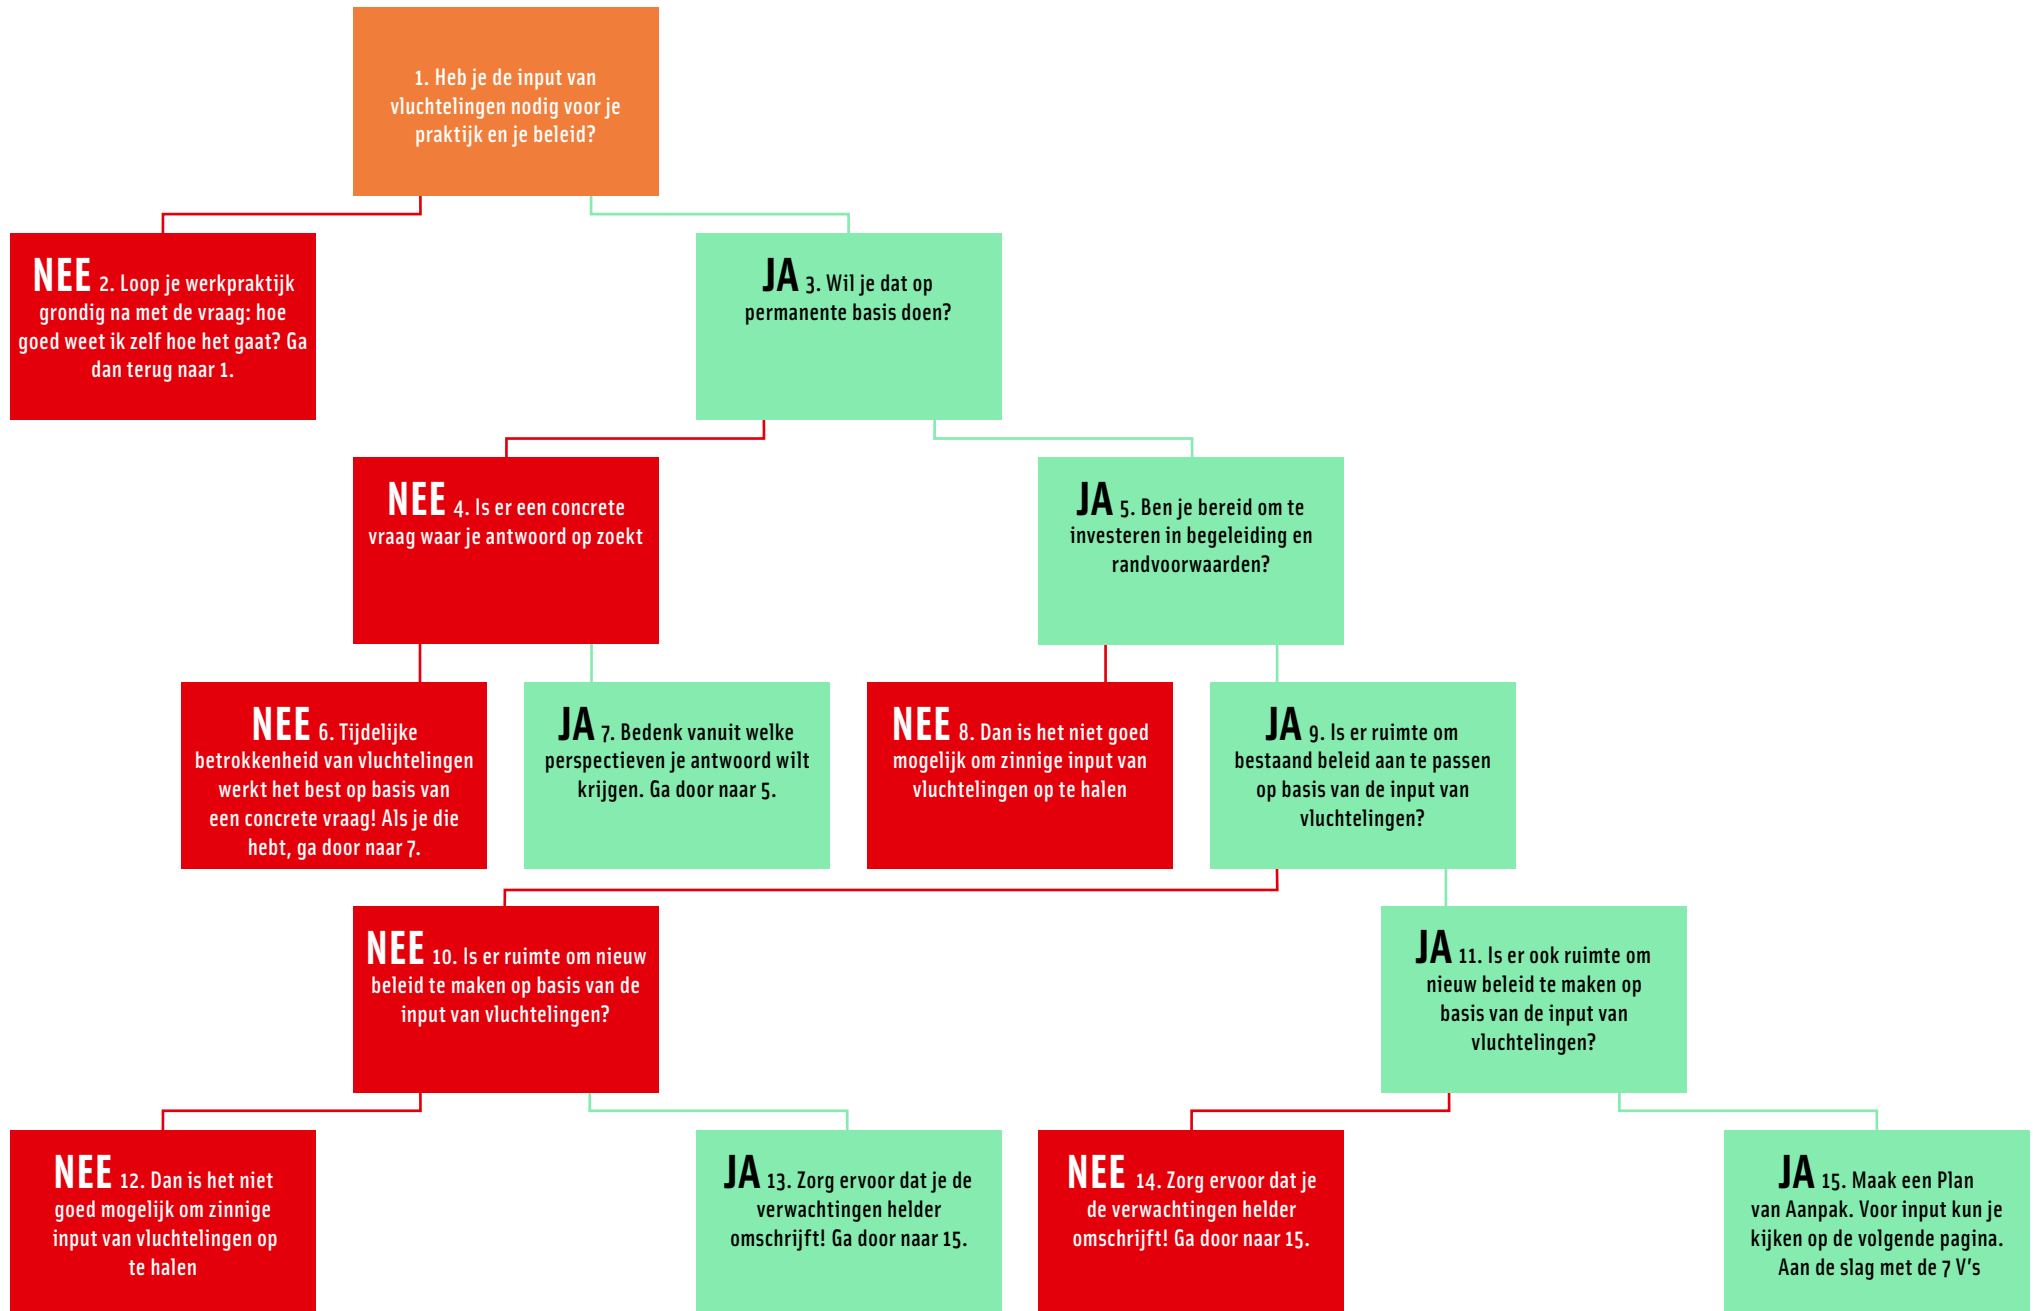 1. Heb je de input van
vluchtelingen nodig voor je
praktijk en je beleid?
NEE 2. Loop je werkpraktijk
grondig na met de vraag: hoe
goed weet ik zelf hoe het gaat? Ga
dan terug naar 1.
JA 3. Wil je dat op
permanente basis doen?
NEE 4. Is er een concrete
vraag waar je antwoord op zoekt
JA 5. Ben je bereid om te
investeren in begeleiding en
randvoorwaarden?
NEE 6. Tijdelijke
betrokkenheid van vluchtelingen
werkt het best op basis van
een concrete vraag! Als je die
hebt, ga door naar 7.
JA 7. Bedenk vanuit welke
perspectieven je antwoord wilt
krijgen. Ga door naar 5.
NEE 8. Dan is het niet goed
mogelijk om zinnige input van
vluchtelingen op te halen
JA 9. Is er ruimte om
bestaand beleid aan te passen
op basis van de input van
vluchtelingen?
NEE 10. Is er ruimte om nieuw
beleid te maken op basis van de
input van vluchtelingen?
JA 11. Is er ook ruimte om
nieuw beleid te maken op
basis van de input van
vluchtelingen?
NEE 12. Dan is het niet
goed mogelijk om zinnige
input van vluchtelingen op
te halen
JA 13. Zorg ervoor dat je de
verwachtingen helder
omschrijft! Ga door naar 15.
NEE 14. Zorg ervoor dat je
de verwachtingen helder
omschrijft! Ga door naar 15.
JA 15. Maak een Plan
van Aanpak. Voor input kun je
kijken op de volgende pagina.
Aan de slag met de 7 V's